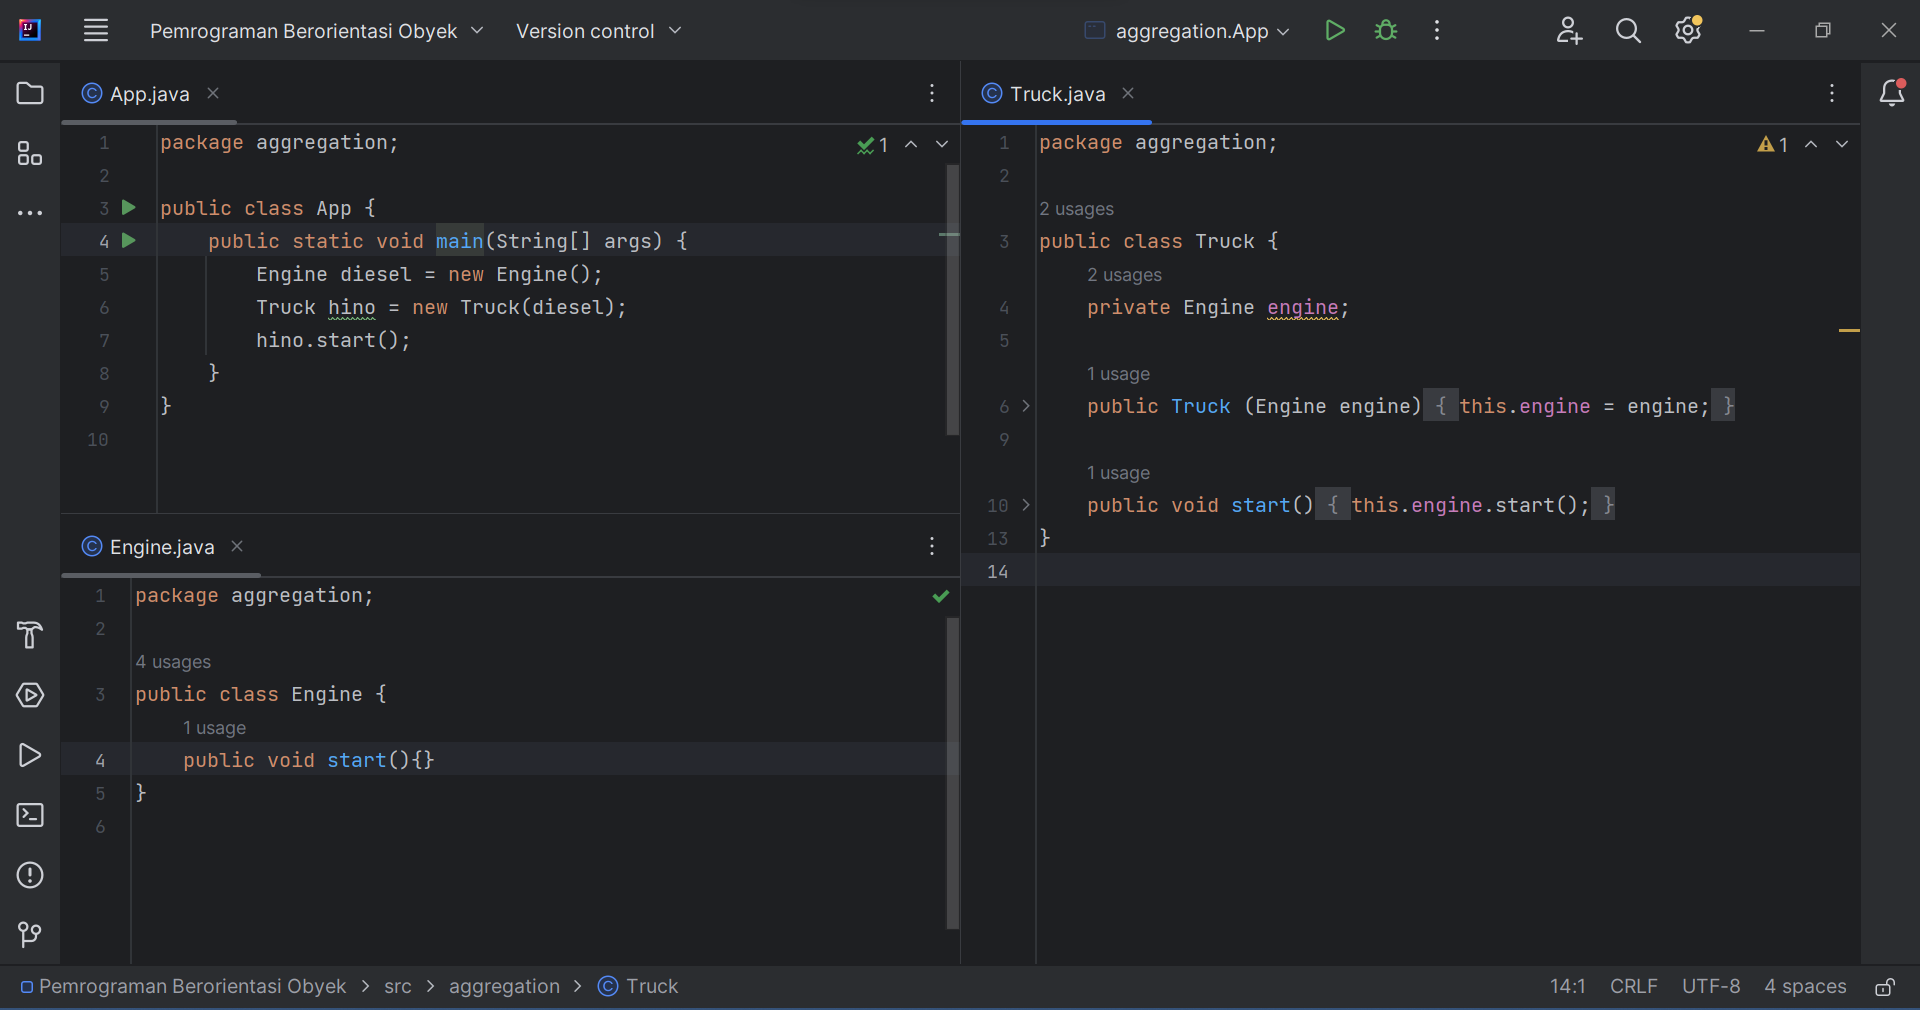 Pemrograman Berorientasi Obyek
Version control
aggregation.App
App.java
1
1 package aggregation;
2
3 public class App {
4 public static void main(String[] args) {
5 Engine diesel = new Engine();
6 Truck hino = new Truck(diesel);
7 hino.start();
8 }
9 }
10
Engine.java
1 package aggregation;
2
4 usages
3 public class Engine {
1 usage
4 public void start(){}
5 }
6
Truck.java
1
1 package aggregation;
2
2 usages
3 public class Truck {
2 usages
4 private Engine engine;
5
1 usage
6 public Truck (Engine engine) { this.engine = engine; }
9
1 usage
10 public void start() { this.engine.start(); }
13 }
14
Pemrograman Berorientasi Obyek > src > aggregation > Truck
14:1 CRLF UTF-8 4 spaces